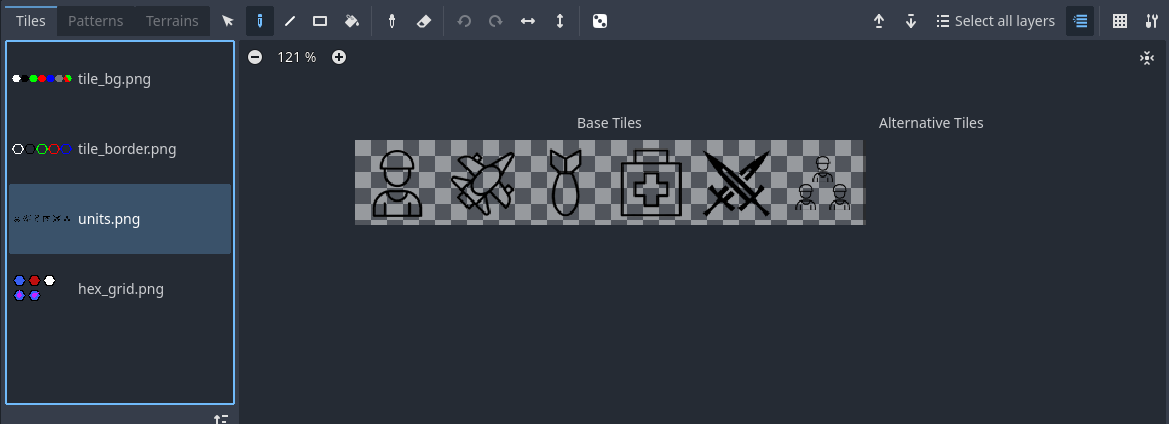 Tiles Patterns Terrains Select all layers
121 %
tile_bg.png
Base Tiles Alternative Tiles
tile_border.png
units.png
hex_grid.png